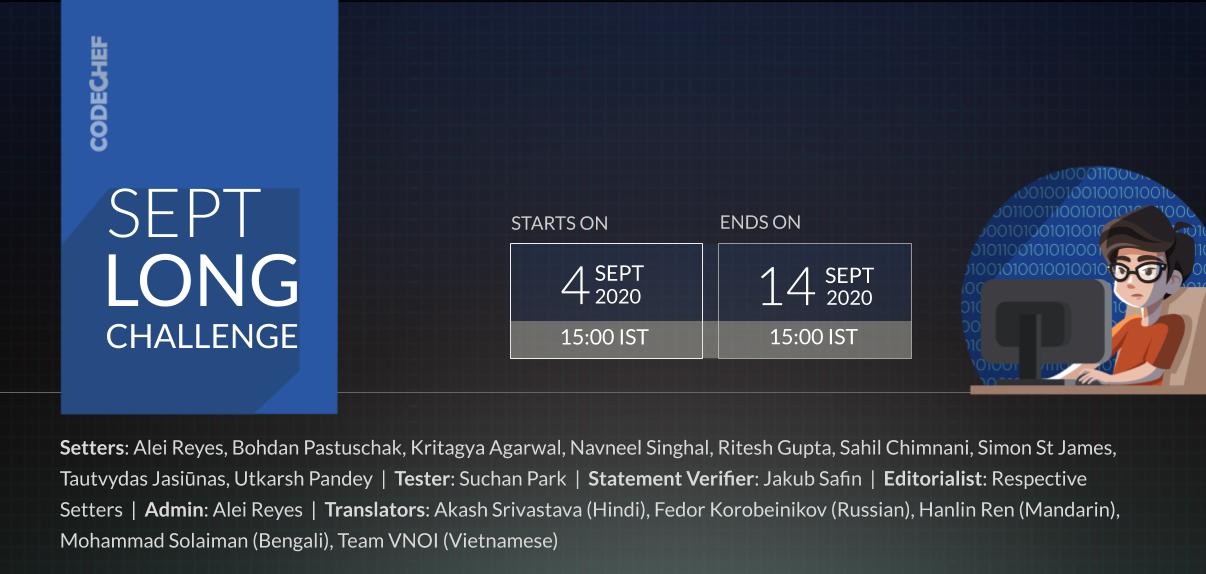 CODECHEF
SEPT
LONG
CHALLENGE
STARTS ON
4 SEPT
2020
15:00 IST
ENDS ON
14 SEPT
2020
15:00 IST
Setters: Alei Reyes, Bohdan Pastuschak, Kritagya Agarwal, Navneel Singhal, Ritesh Gupta, Sahil Chimnani, Simon St James,
Tautvydas Jasiūnas, Utkarsh Pandey | Tester: Suchan Park | Statement Verifier: Jakub Safin | Editorialist: Respective
Setters | Admin: Alei Reyes | Translators: Akash Srivastava (Hindi), Fedor Korobeinikov (Russian), Hanlin Ren (Mandarin),
Mohammad Solaiman (Bengali), Team VNOI (Vietnamese)